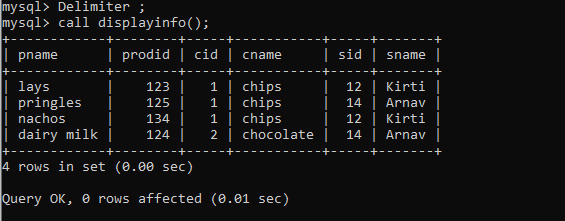 mysql> Delimiter ;
mysql> call displayinfo();
+------------+--------+-----+-----------+-----+-------+
| pname      | prodid | cid | cname     | sid | sname |
+------------+--------+-----+-----------+-----+-------+
| lays       |    123 |   1 | chips     |  12 | Kirti |
| pringles   |    125 |   1 | chips     |  14 | Arnav |
| nachos     |    134 |   1 | chips     |  12 | Kirti |
| dairy milk |    124 |   2 | chocolate |  14 | Arnav |
+------------+--------+-----+-----------+-----+-------+
4 rows in set (0.00 sec)

Query OK, 0 rows affected (0.01 sec)